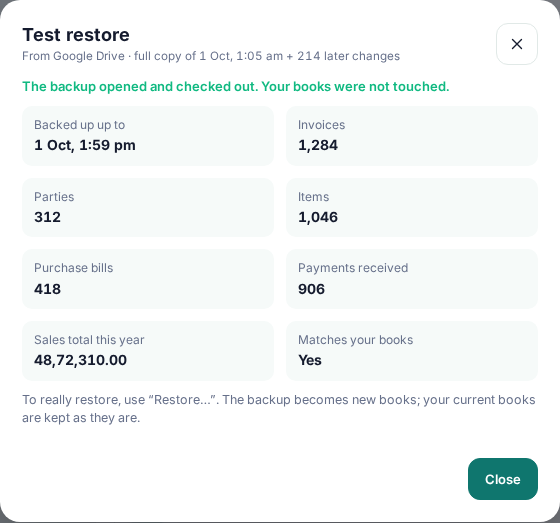 Test restore
From Google Drive · full copy of 1 Oct, 1:05 am + 214 later changes
The backup opened and checked out. Your books were not touched.
Backed up up to
1 Oct, 1:59 pm
Invoices
1,284
Parties
312
Items
1,046
Purchase bills
418
Payments received
906
Sales total this year
48,72,310.00
Matches your books
Yes
To really restore, use “Restore...”. The backup becomes new books; your current books
are kept as they are.
Close